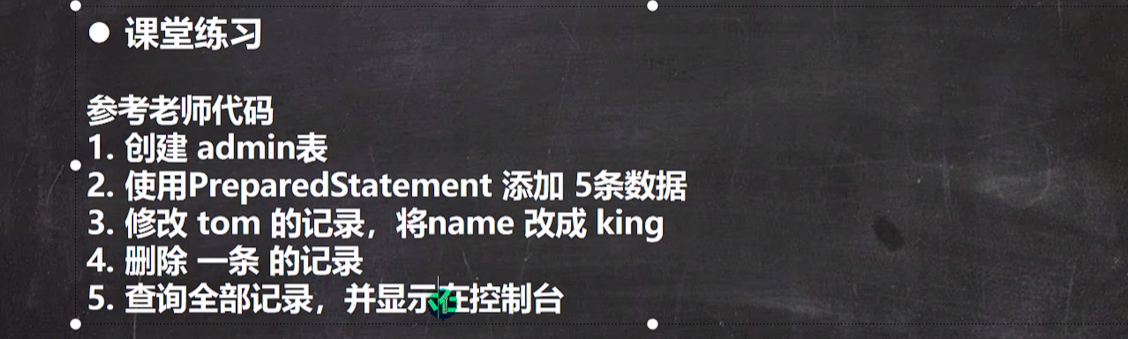 ● 课堂练习
参考老师代码
1. 创建 admin表
2. 使用PreparedStatement 添加 5条数据
3. 修改 tom 的记录，将name 改成 king
4. 删除 一条 的记录
5. 查询全部记录，并显示在控制台